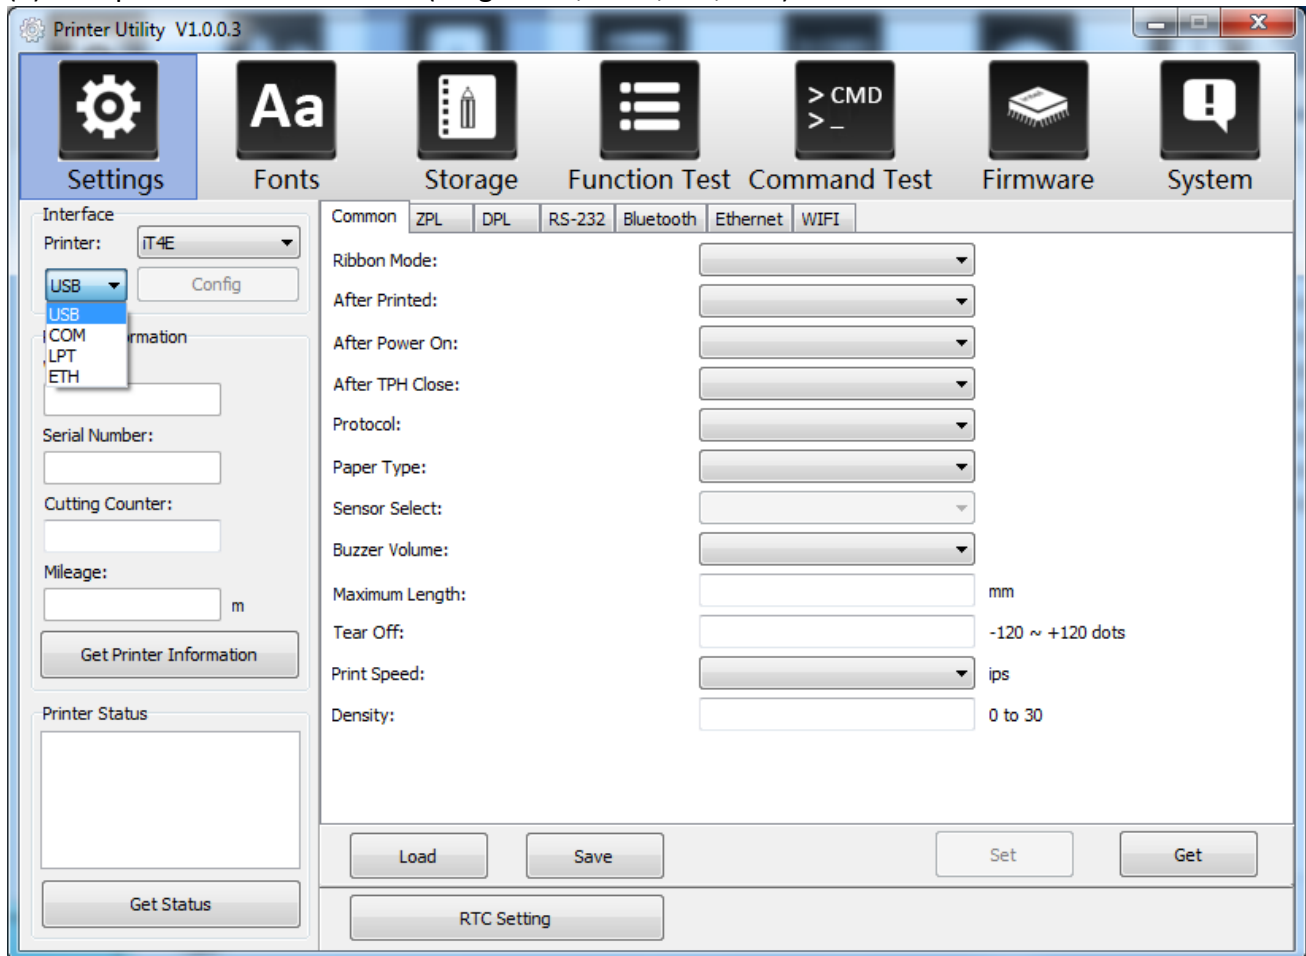 Printer Utility V1.0.0.3
Aa
> CMD
>_
Settings
Fonts
Storage
Function Test
Command Test
Firmware
System
Interface
Printer:
iT4E
USB
Config
USB
COM
LPT
ETH
rmation
Serial Number:
Cutting Counter:
Mileage:
m
Get Printer Information
Printer Status
Get Status
Common
ZPL
DPL
RS-232
Bluetooth
Ethernet
WIFI
Ribbon Mode:
After Printed:
After Power On:
After TPH Close:
Protocol:
Paper Type:
Sensor Select:
Buzzer Volume:
Maximum Length:
mm
Tear Off:
-120 ~ +120 dots
Print Speed:
ips
Density:
0 to 30
Load
Save
Set
Get
RTC Setting